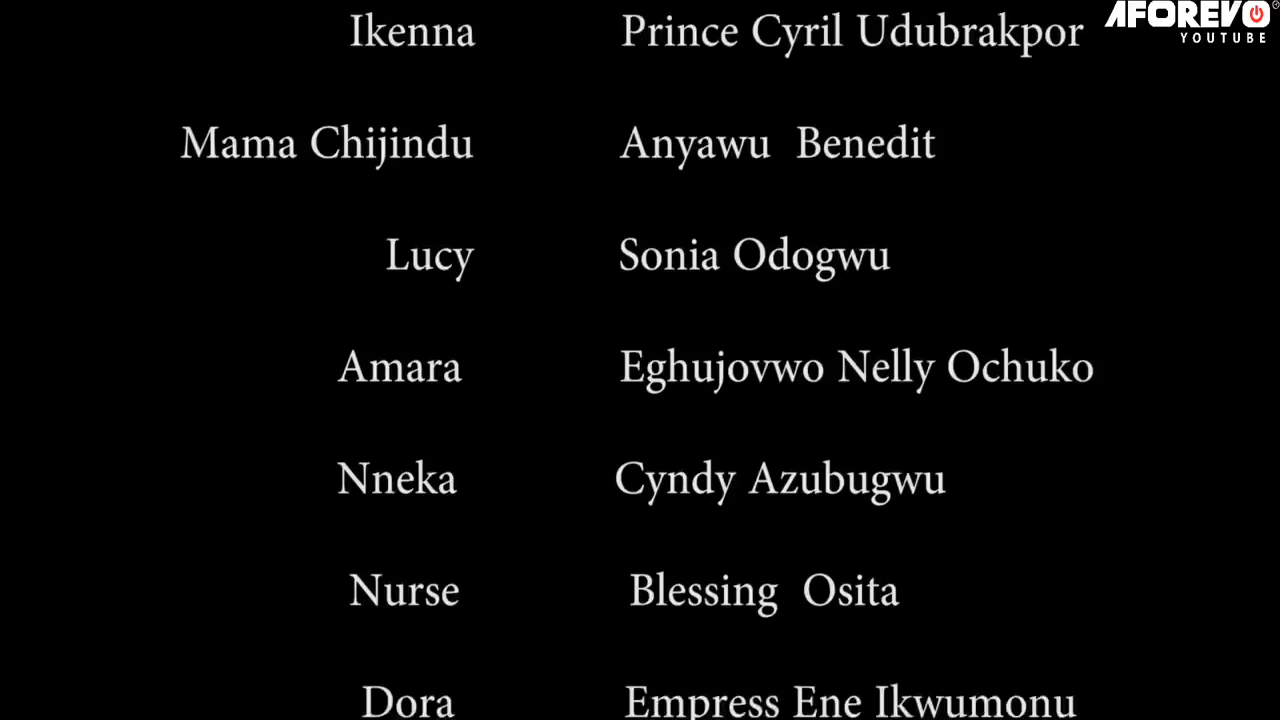 AFOREVO
YOUTUBE
Ikenna Prince Cyril Udubrakpor
Mama Chijindu Anyawu Benedit
Lucy Sonia Odogwu
Amara Eghujovwo Nelly Ochuko
Nneka Cyndy Azubugwu
Nurse Blessing Osita
Dora Empress Ene Ikwumonu